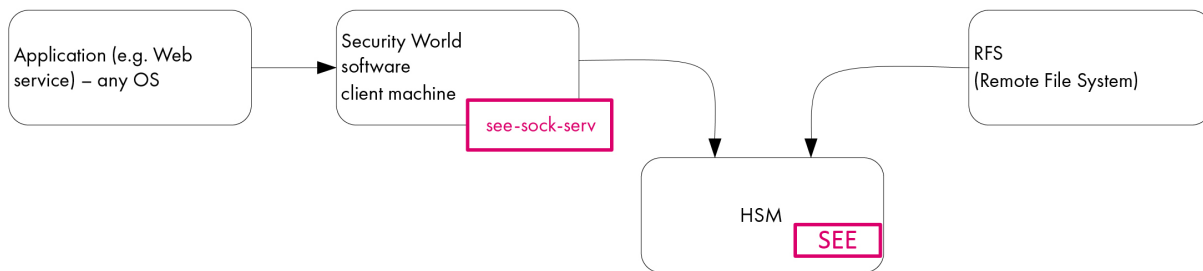 Application (e.g. Web
service) – any OS
Security World
software
client machine
see-sock-serv
RFS
(Remote File System)
HSM
SEE